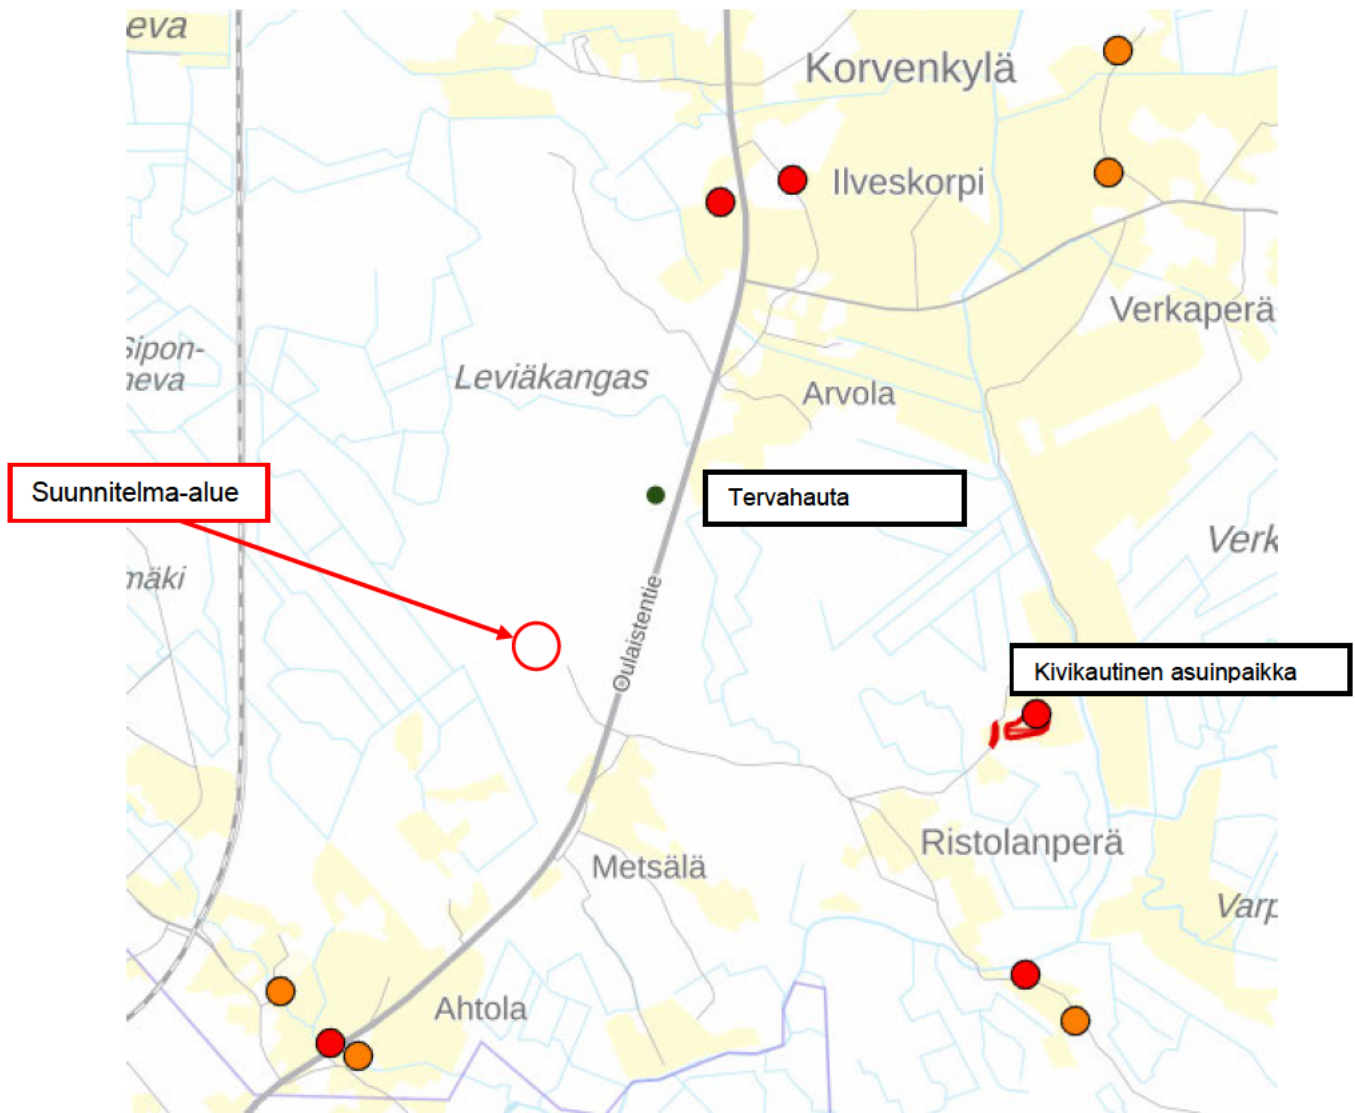 eva
Korvenkylä
Ilveskorpi
Verkaperä
Sipon-
neva
Leviäkangas
Arvola
Suunnitelma-alue
Tervahauta
Verk
mäki
Oulaistentie
Kivikautinen asuinpaikka
Ristolanperä
Metsälä
Varp
Ahtola